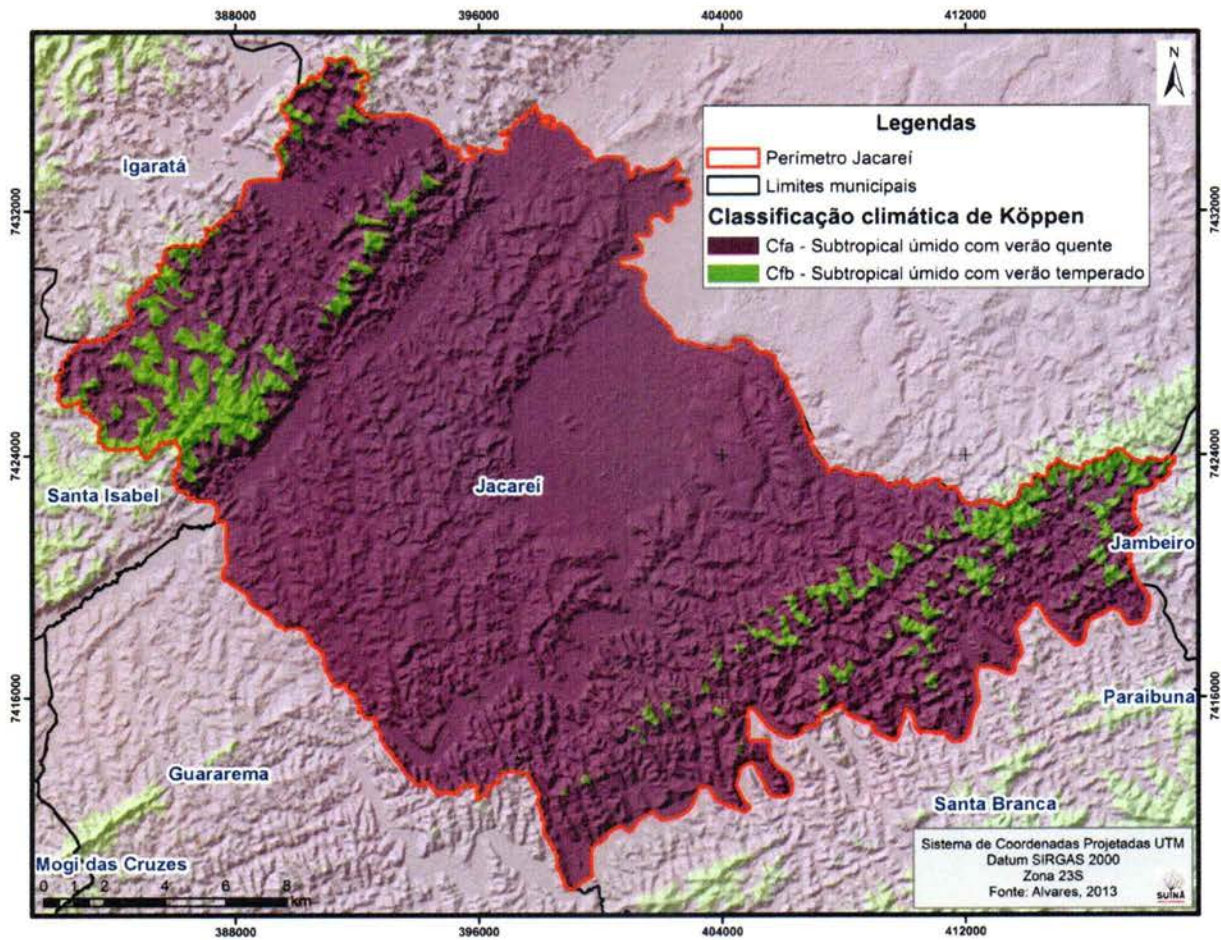 388000 396000 404000 412000
N
Legendas
Perímetro Jacareí
Limites municipais
Classificação climática de Köppen
Cfa - Subtropical úmido com verão quente
Cfb - Subtropical úmido com verão temperado
Igaratá
7432000 7432000
7424000 7424000
Jacareí
Santa Isabel
Jambeiro
7416000 7416000
Paraibuna
Guararema
Santa Branca
Mogi das Cruzes
0 2 4 6 8
km
Sistema de Coordenadas Projetadas UTM
Datum SIRGAS 2000
Zona 23S
Fonte: Alvares, 2013
SUINÃ
388000 396000 404000 412000